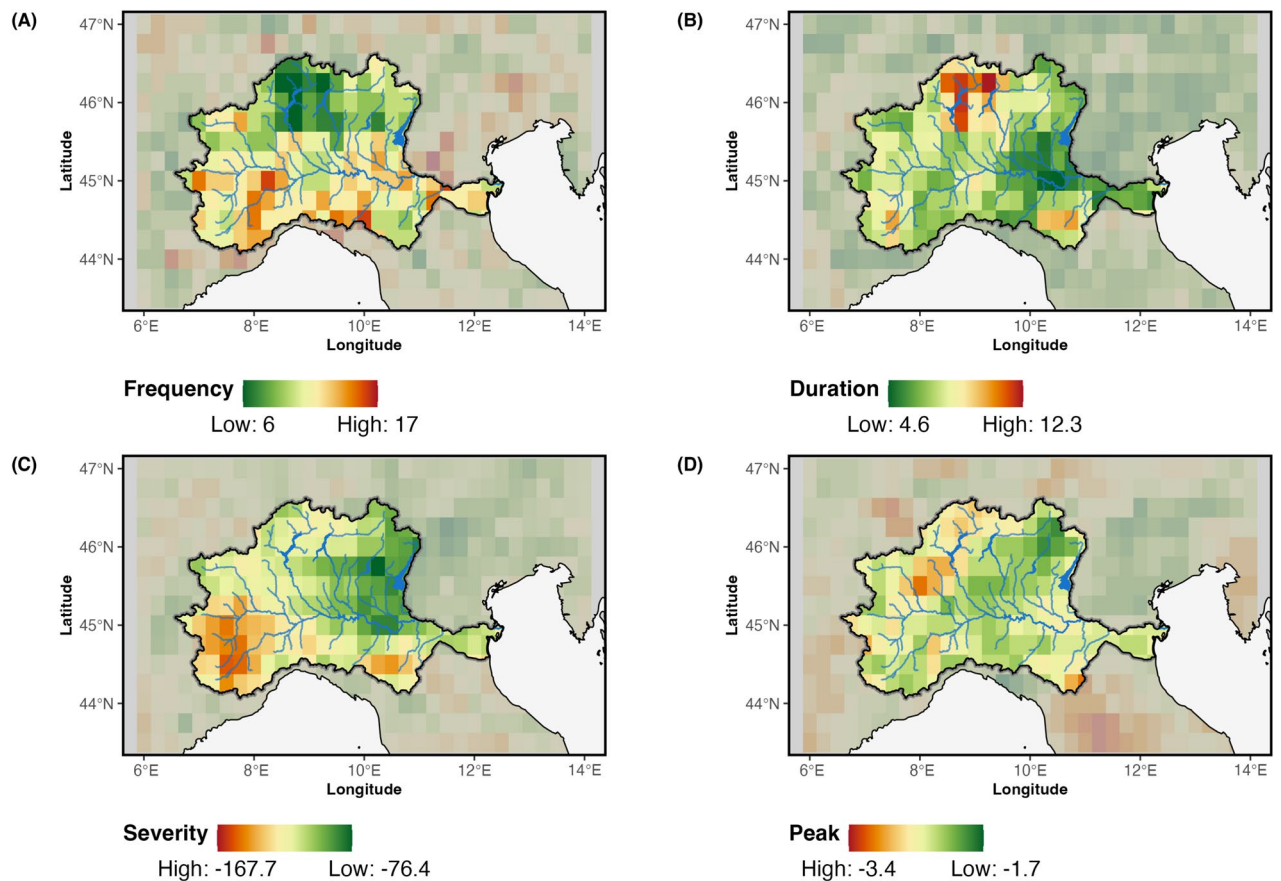 (A)
47°N
46°N
45°N
44°N
Latitude
6°E 8°E 10°E 12°E 14°E
Longitude
Frequency
Low: 6 High: 17
(B)
47°N
46°N
45°N
44°N
Latitude
6°E 8°E 10°E 12°E 14°E
Longitude
Duration
Low: 4.6 High: 12.3
(C)
47°N
46°N
45°N
44°N
Latitude
6°E 8°E 10°E 12°E 14°E
Longitude
Severity
High: -167.7 Low: -76.4
(D)
47°N
46°N
45°N
44°N
Latitude
6°E 8°E 10°E 12°E 14°E
Longitude
Peak
High: -3.4 Low: -1.7